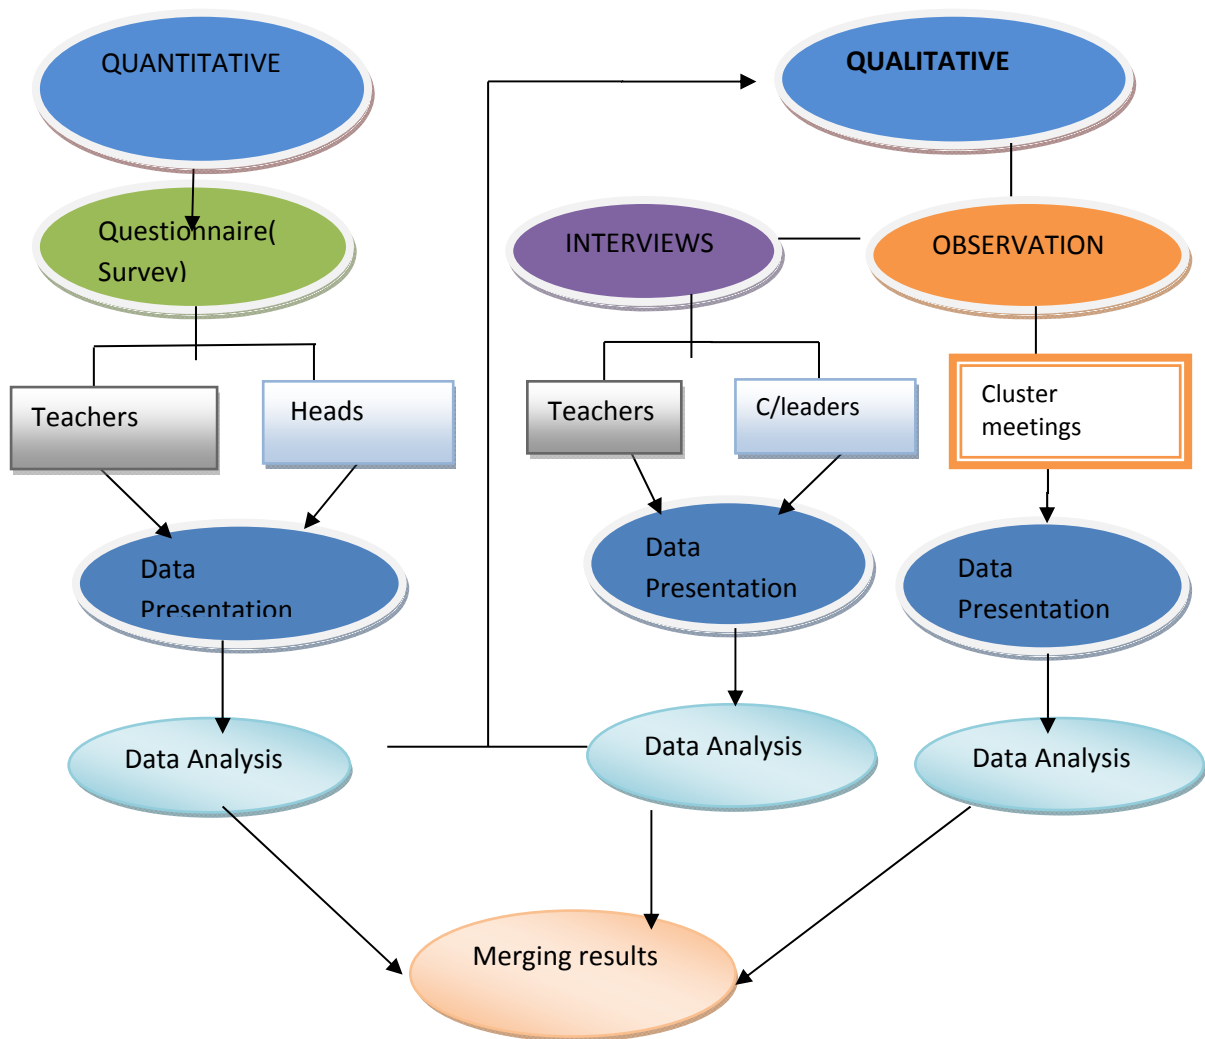 QUANTITATIVE
QUALITATIVE
Questionnaire(
Survey)
INTERVIEWS
OBSERVATION
Teachers
Heads
Teachers
C/leaders
Cluster
meetings
Data
Presentation
Data
Presentation
Data
Presentation
Data Analysis
Data Analysis
Data Analysis
Merging results